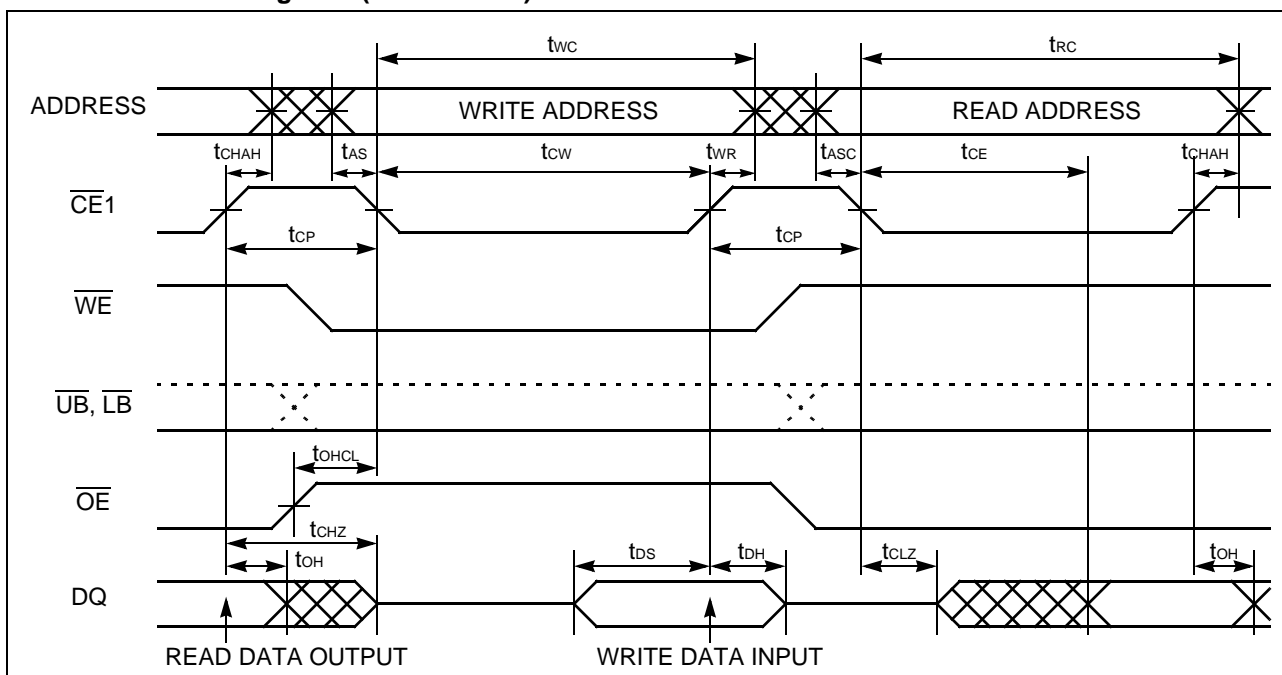 tWC tRC
ADDRESS WRITE ADDRESS READ ADDRESS
tCHAH tAS tCW tWR tASC tCE tCHAH
CE1
tCP tCP
WE
UB, LB
tOHCL
OE
tCHZ
tOH tDS tDH tCLZ tOH
DQ
READ DATA OUTPUT WRITE DATA INPUT